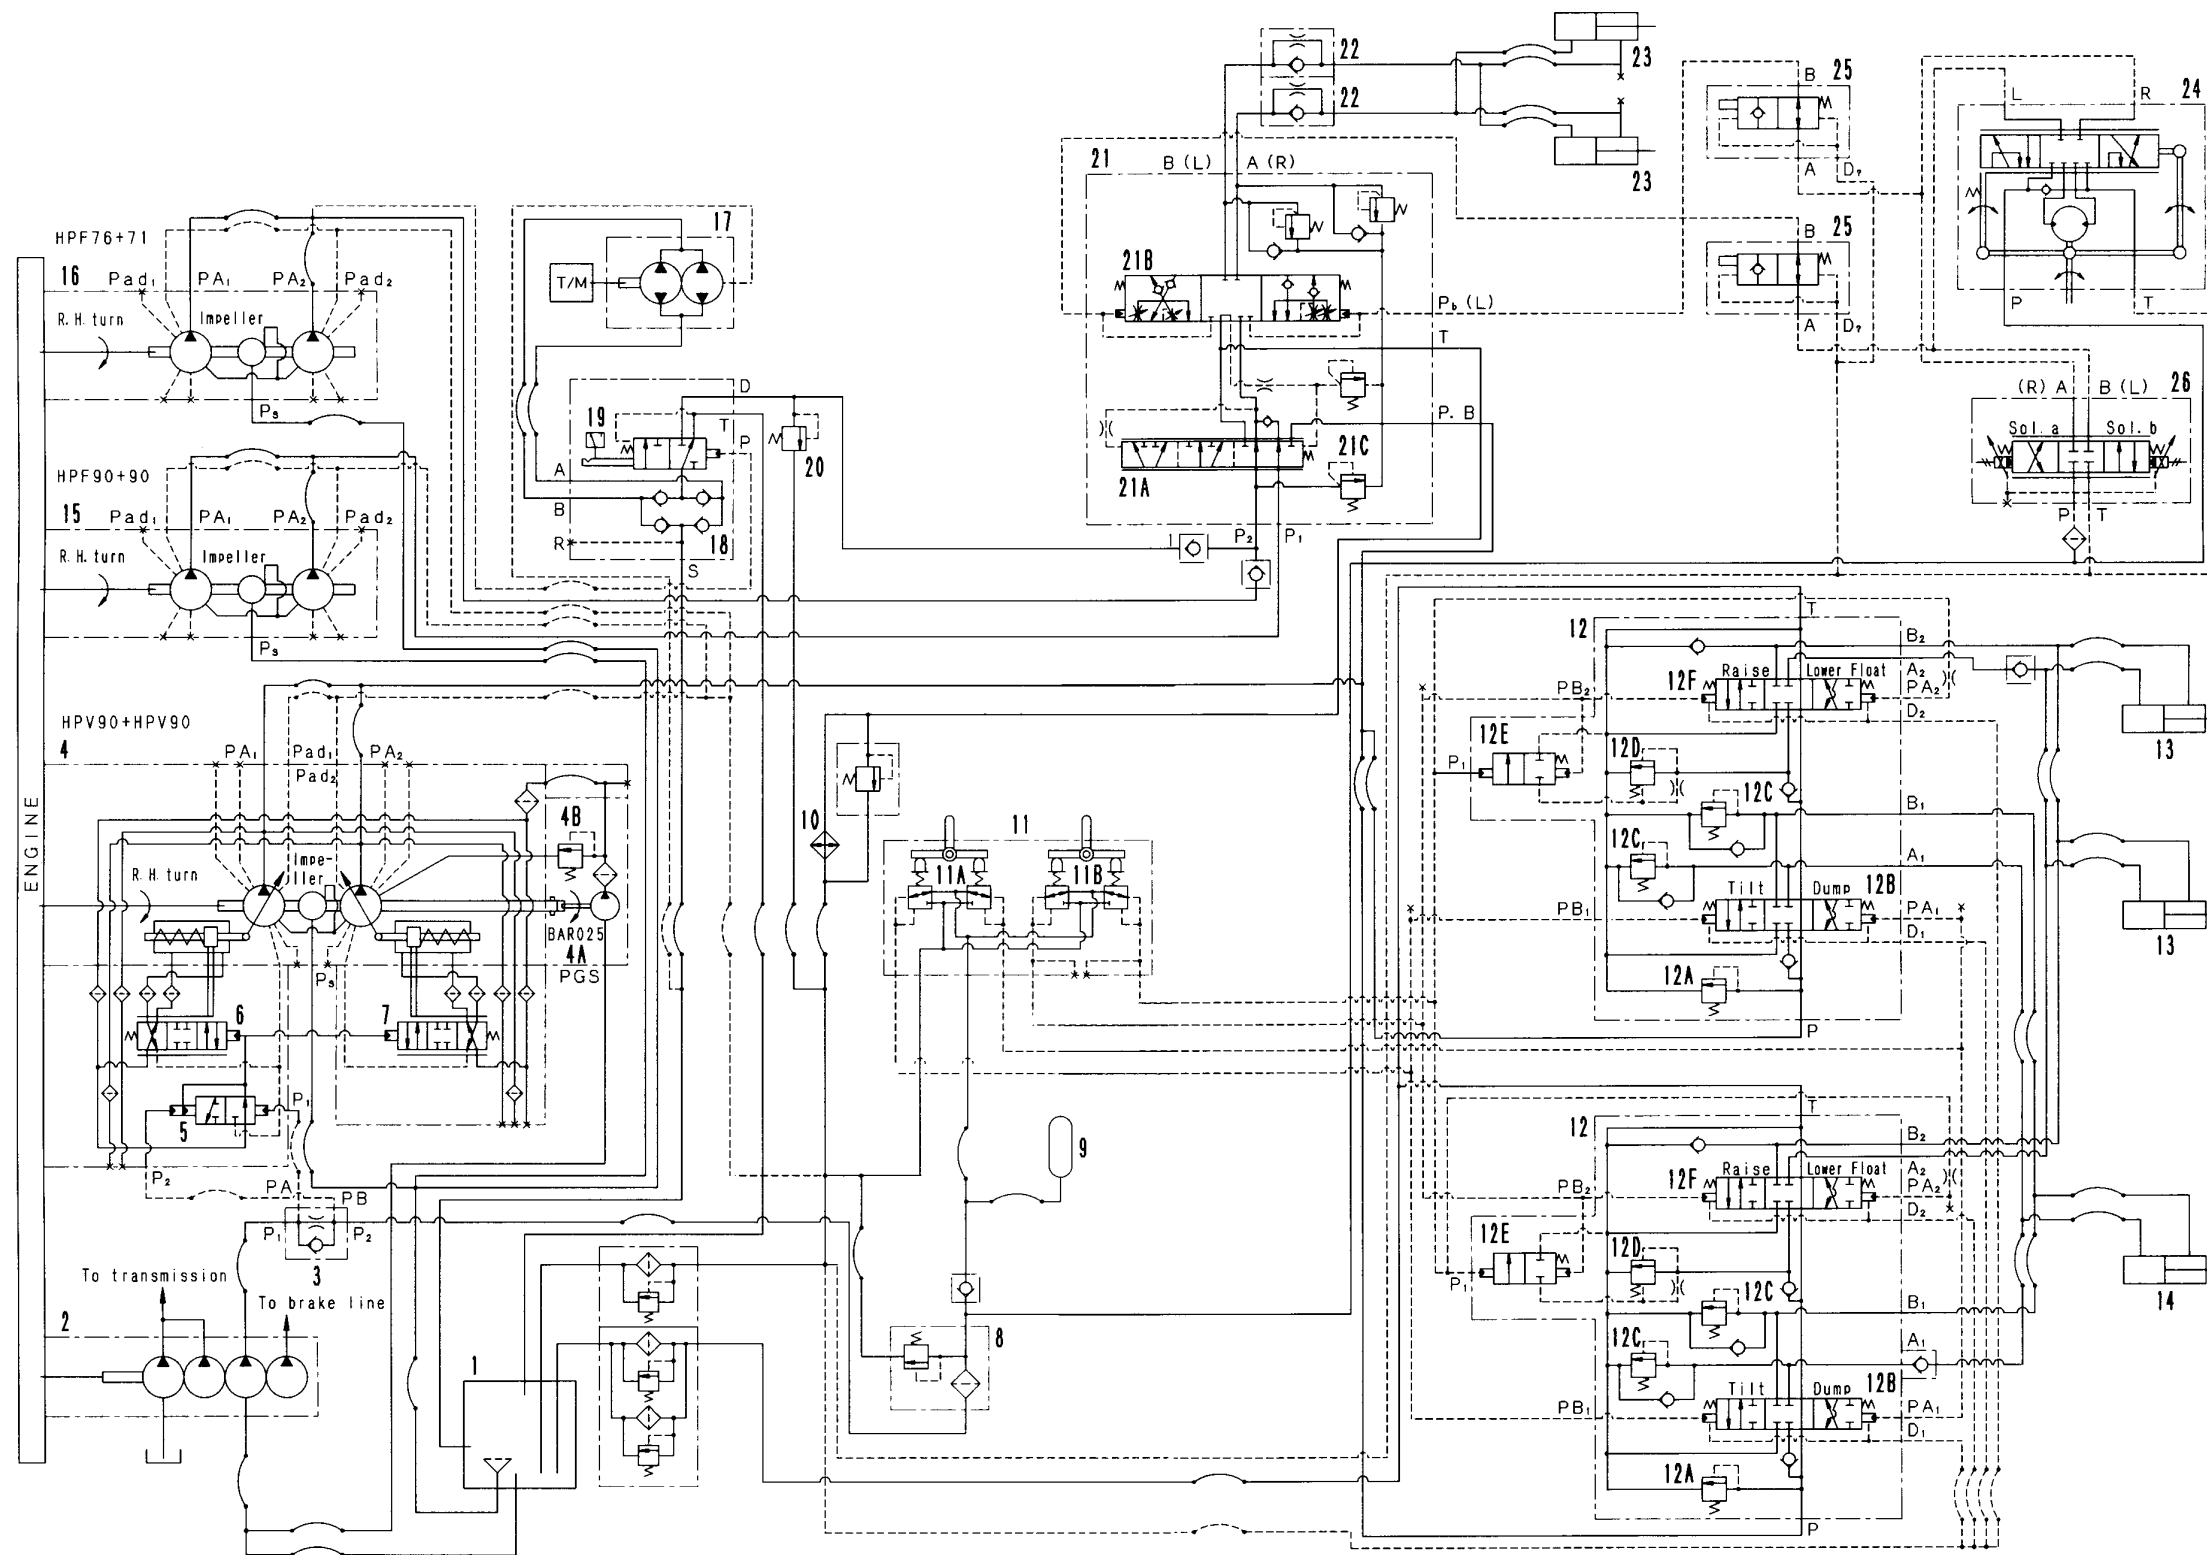 22
23
22
23
25
B
A
D7
24
L
R
P
T
25
B
A
D7
21
B (L)
A (R)
21B
Pb (L)
T
P. B
21C
21A
P2
P1
(R) A
B (L)
26
Sol. a
Sol. b
P
T
HPF76+71
16
Pad1
PA1
PA2
Pad2
R. H. turn
Impeller
P3
17
T/M
D
19
T
P
A
B
R
18
S
20
HPF90+90
15
Pad1
PA1
PA2
Pad2
R. H. turn
Impeller
P3
HPV90+HPV90
4
PA1
Pad1
Pad2
PA2
4B
ENGINE
R. H. turn
Impe-
ller
BAR025
4A
PGS
P3
6
7
5
P1
P2
PA
PB
P1
P2
3
To transmission
To brake line
2
1
10
11
11A
11B
9
8
12
T
B2
Raise
Lower Float
A2
12F
PB2
PA2
D2
12E
P1
12D
12C
B1
12C
A1
Tilt
Dump
12B
PB1
PA1
D1
12A
P
13
13
12
T
B2
Raise
Lower Float
A2
12F
PB2
PA2
D2
12E
P1
12D
12C
B1
12C
A1
Tilt
Dump
12B
PB1
PA1
D1
12A
P
14